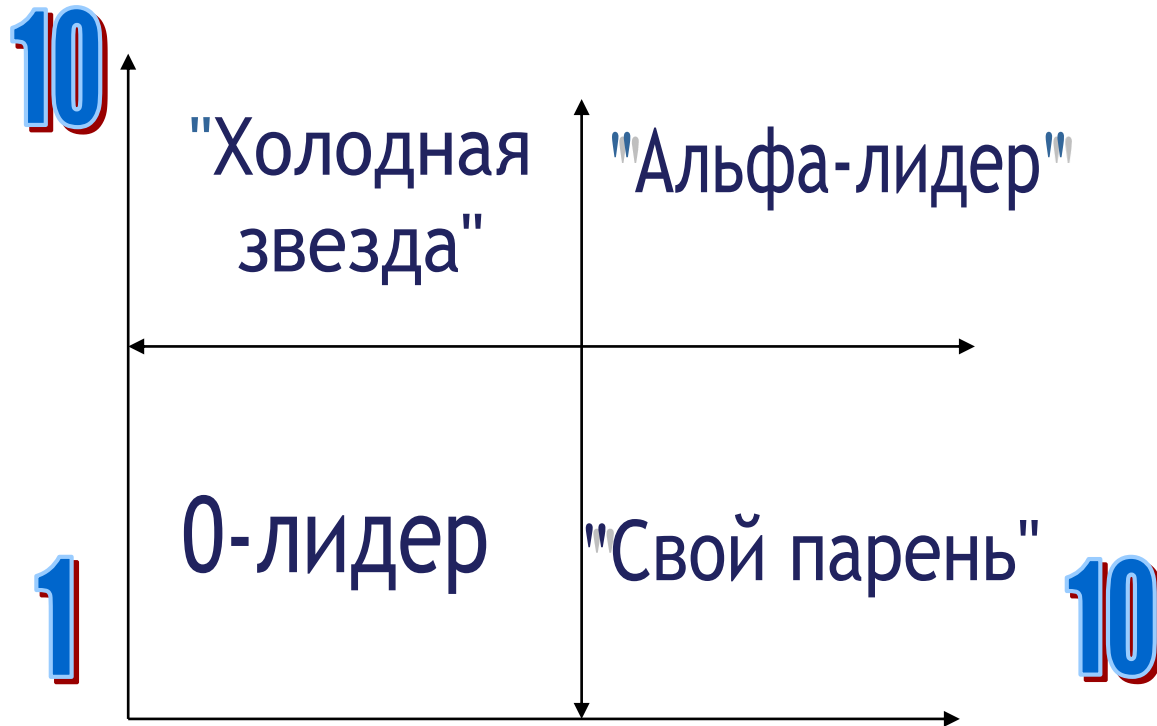 10
"Холодная
звезда"
"Альфа-лидер"
0-лидер
"Свой парень"
1
10